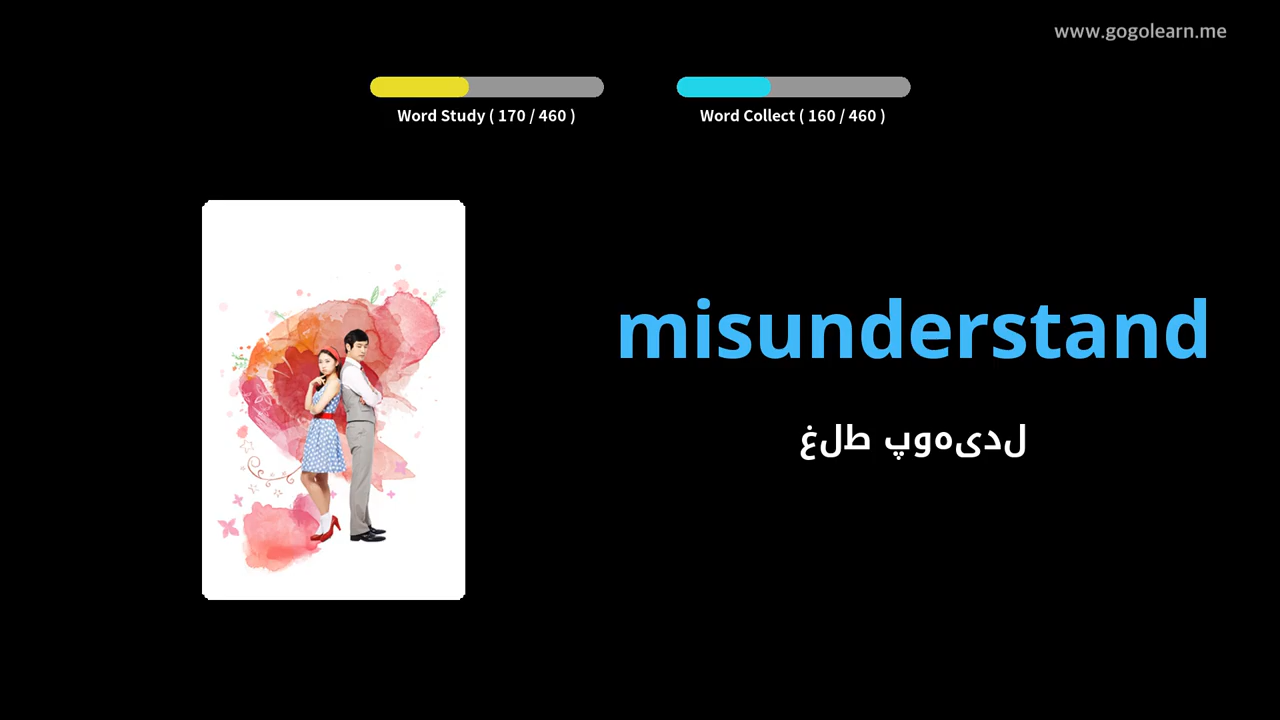 www.gogolearn.me
Word Study ( 170 / 460 )
Word Collect ( 160 / 460 )
misunderstand
غلط پوهیدل